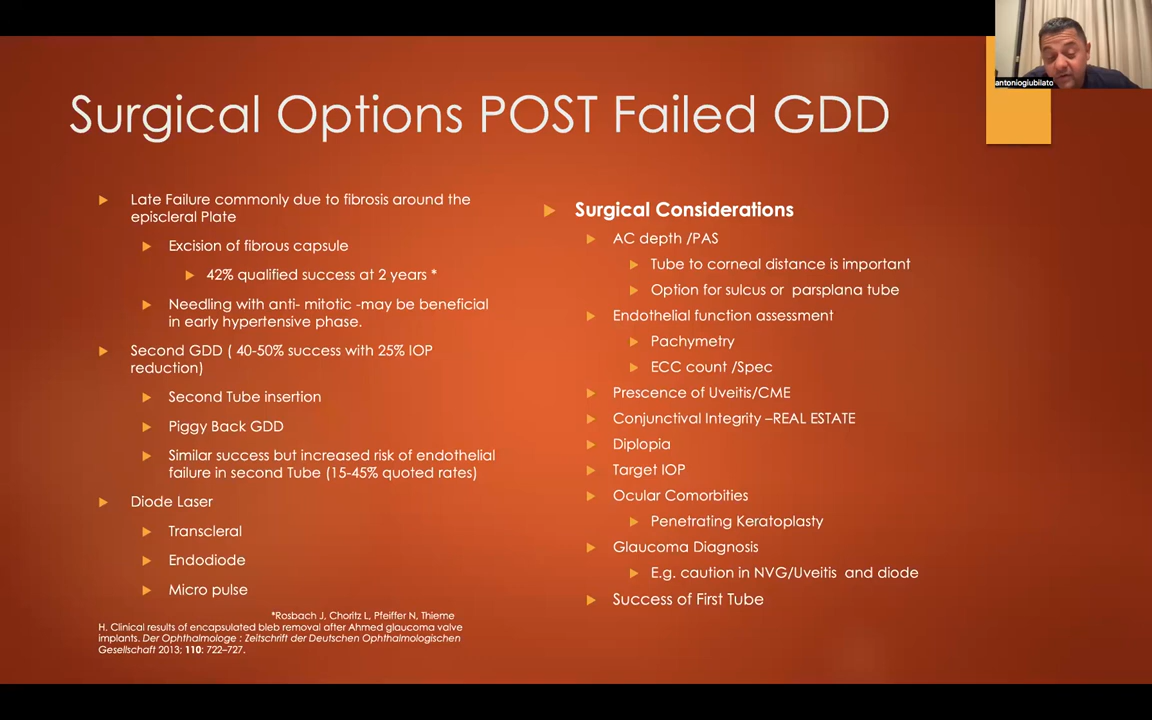 antoniogiubilato
Surgical Options POST Failed GDD
Late Failure commonly due to fibrosis around the
episcleral Plate
Excision of fibrous capsule
42% qualified success at 2 years *
Needling with anti- mitotic -may be beneficial
in early hypertensive phase.
Second GDD ( 40-50% success with 25% IOP
reduction)
Second Tube insertion
Piggy Back GDD
Similar success but increased risk of endothelial
failure in second Tube (15-45% quoted rates)
Diode Laser
Transcleral
Endodiode
Micro pulse
*Rosbach J, Choritz L, Pfeiffer N, Thieme
H. Clinical results of encapsulated bleb removal after Ahmed glaucoma valve
implants. Der Ophthalmologe : Zeitschrift der Deutschen Ophthalmologischen
Gesellschaft 2013; 110: 722–727.
Surgical Considerations
AC depth /PAS
Tube to corneal distance is important
Option for sulcus or parsplana tube
Endothelial function assessment
Pachymetry
ECC count /Spec
Prescence of Uveitis/CME
Conjunctival Integrity –REAL ESTATE
Diplopia
Target IOP
Ocular Comorbities
Penetrating Keratoplasty
Glaucoma Diagnosis
E.g. caution in NVG/Uveitis and diode
Success of First Tube